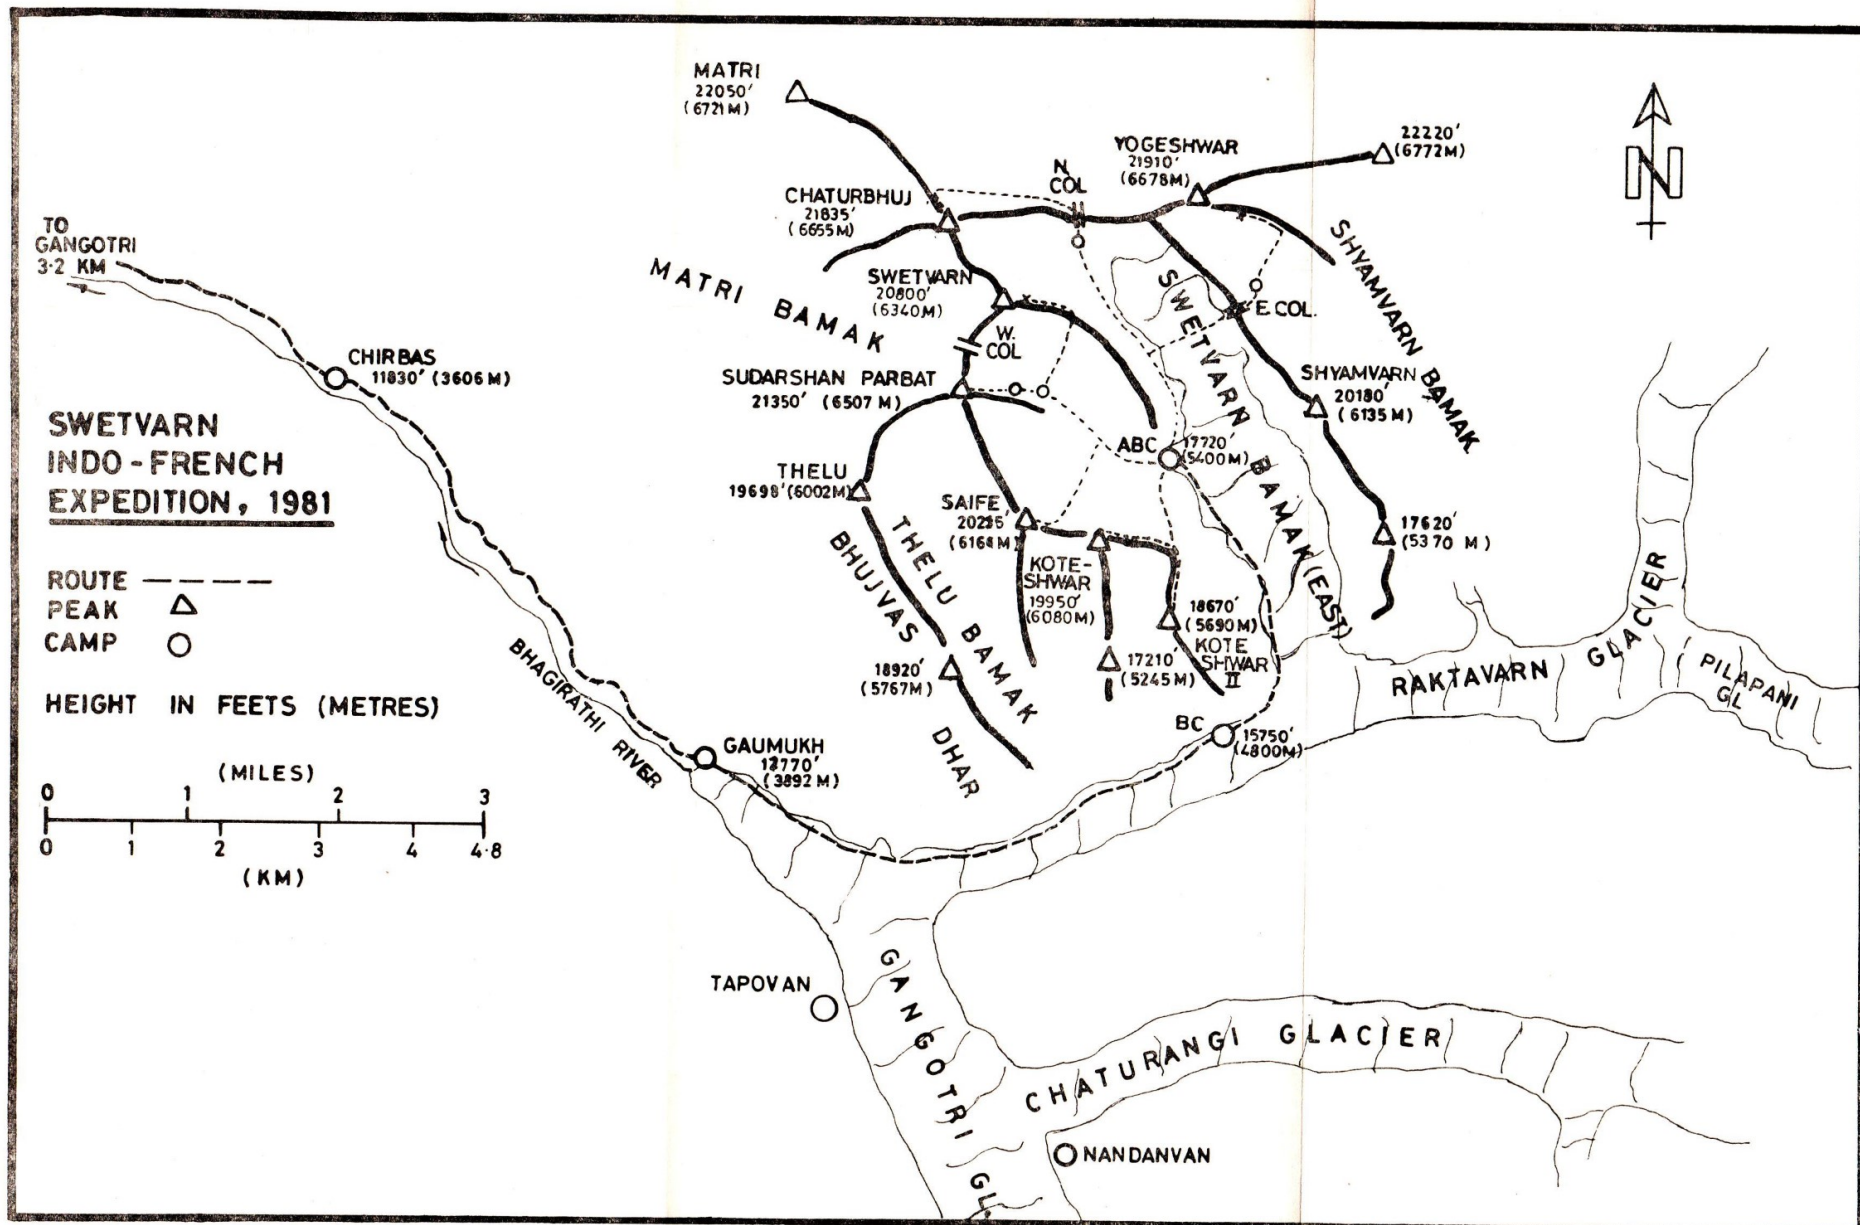 MATRI
22050'
(6721M)
YOGESHWAR
21910'
(6678M)
22220'
(6772M)
N
N.
COL
CHATURBHUJ
21835'
(6655M)
TO
GANGOTRI
3·2 KM
SHYAMVARN BAMAK
MATRI BAMAK
SWETVARN
20800'
(6340M)
SWETVARN BAMAK (EAST)
E.COL.
W.
COL
CHIRBAS
11830' (3606M)
SUDARSHAN PARBAT
21350' (6507M)
SHYAMVARN
20180'
(6135M)
SWETVARN
INDO-FRENCH
EXPEDITION, 1981
ABC
17720'
(5400M)
THELU
19698' (6002M)
SAIFE
(6164M)
17620'
(5370 M)
THELU BAMAK
BHUJVAS DHAR
KOTE-
SHWAR
19950'
(6080M)
18670'
(5690M)
KOTE
SHWAR
II
17210'
(5245M)
18920'
(5767M)
ROUTE
PEAK
CAMP
HEIGHT IN FEETS (METRES)
BHAGIRATHI RIVER
RAKTAVARN GLACIER
PILAPANI
GL
BC
15750'
(4800M)
GAUMUKH
(3892M)
(MILES)
0 1 2 3
0 1 2 3 4 4·8
(KM)
TAPOVAN
GANGOTRI GL.
CHATURANGI GLACIER
NANDANVAN